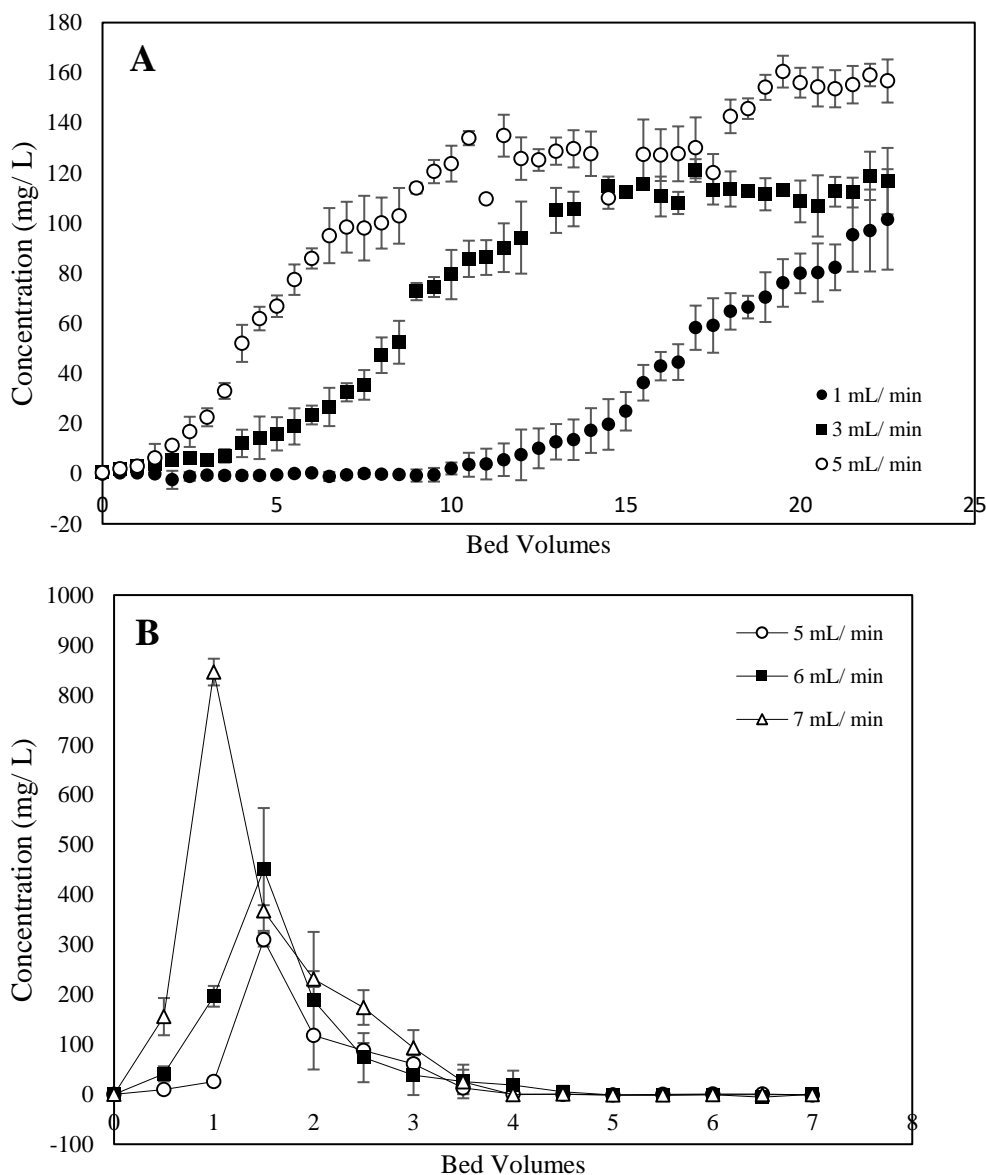 A
180
160
140
120
100
80
60
40
20
0
-20
0 5 10 15 20 25
Concentration (mg/ L)
Bed Volumes
1 mL/ min
3 mL/ min
5 mL/ min
B
1000
900
800
700
600
500
400
300
200
100
0
-100
0 1 2 3 4 5 6 7 8
Concentration (mg/ L)
Bed Volumes
5 mL/ min
6 mL/ min
7 mL/ min